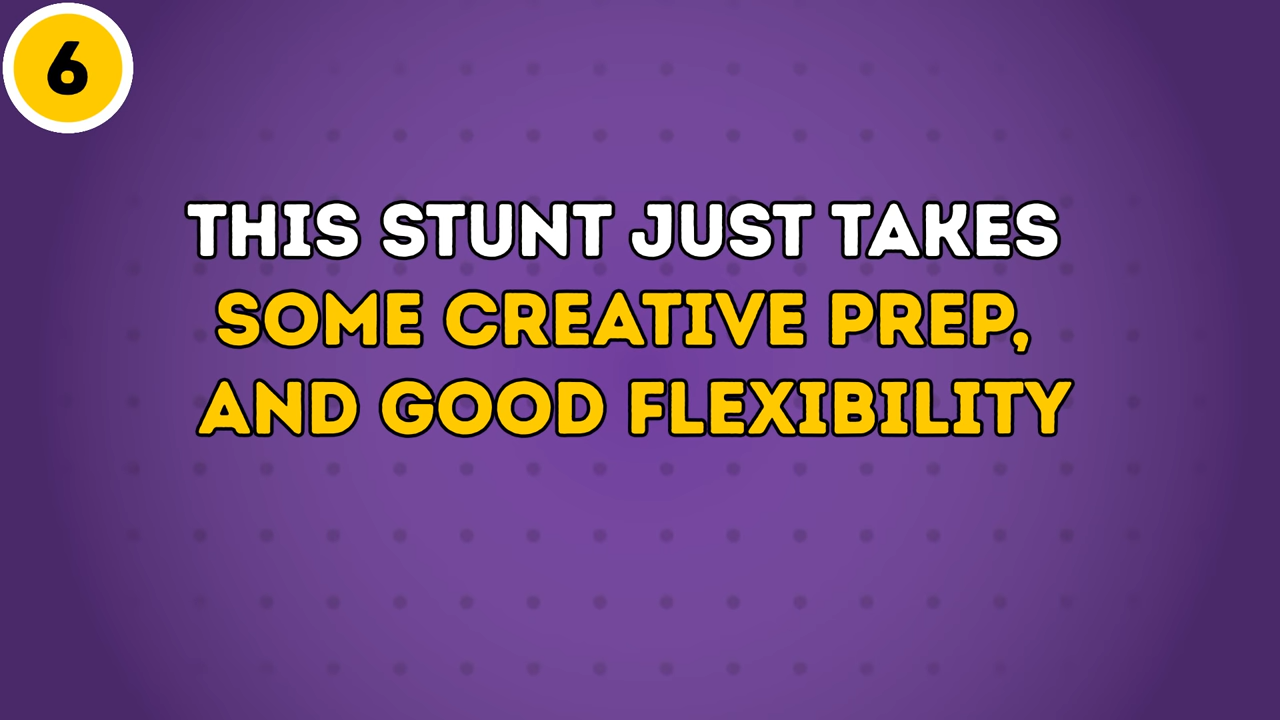 6
THIS STUNT JUST TAKES
SOME CREATIVE PREP,
AND GOOD FLEXIBILITY